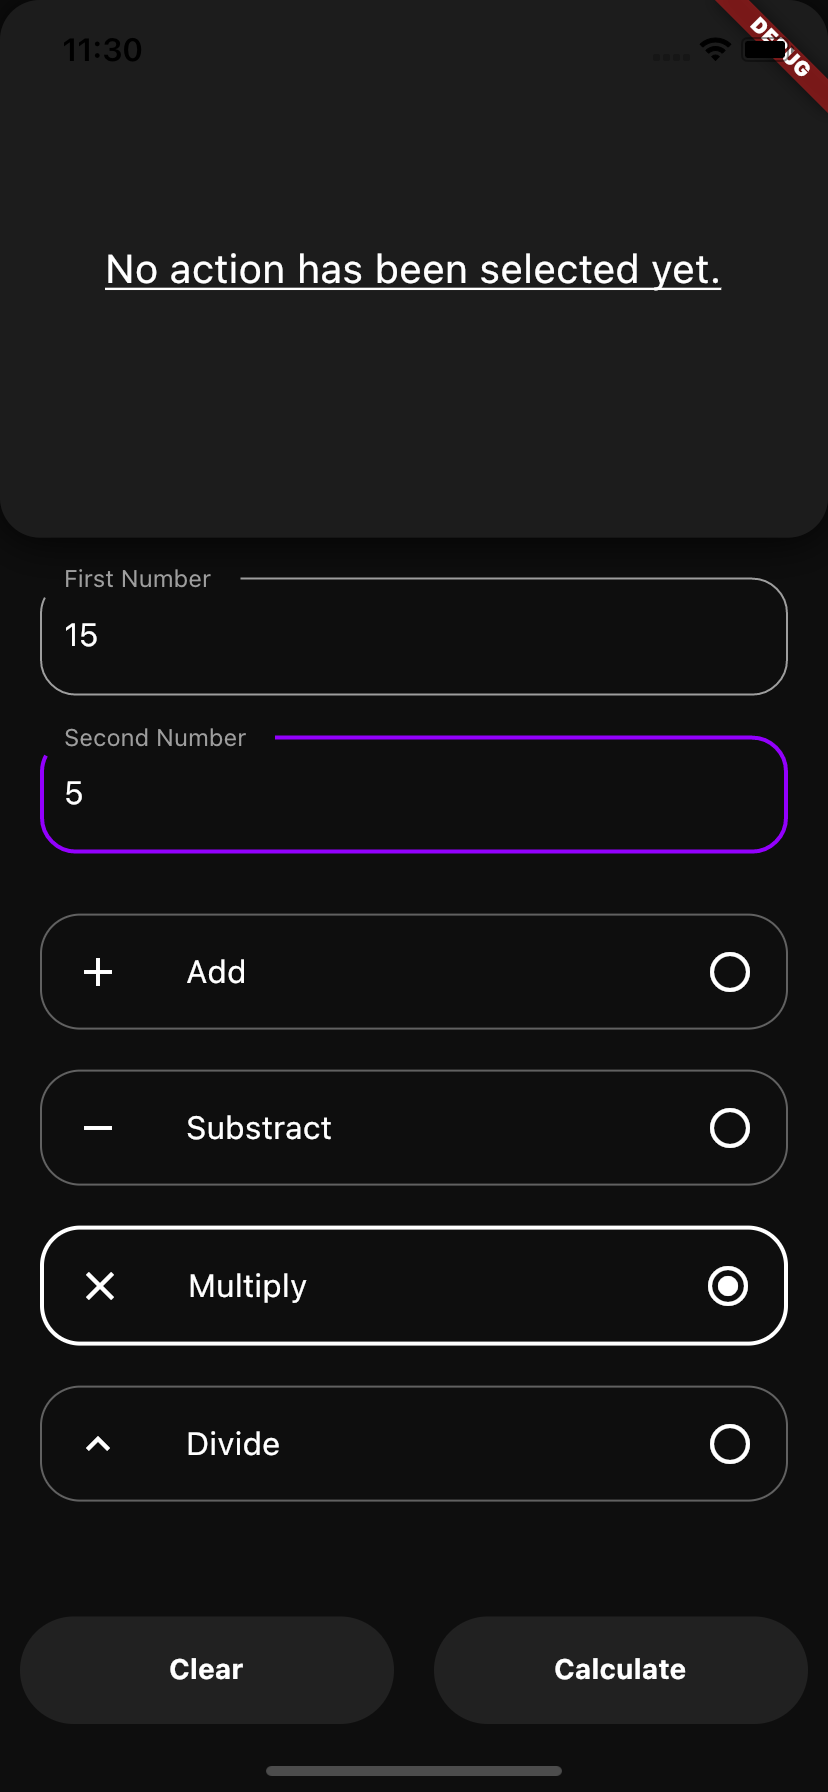 11:30
DEBUG
No action has been selected yet.
First Number
15
Second Number
5
Add
Substract
Multiply
Divide
Clear
Calculate